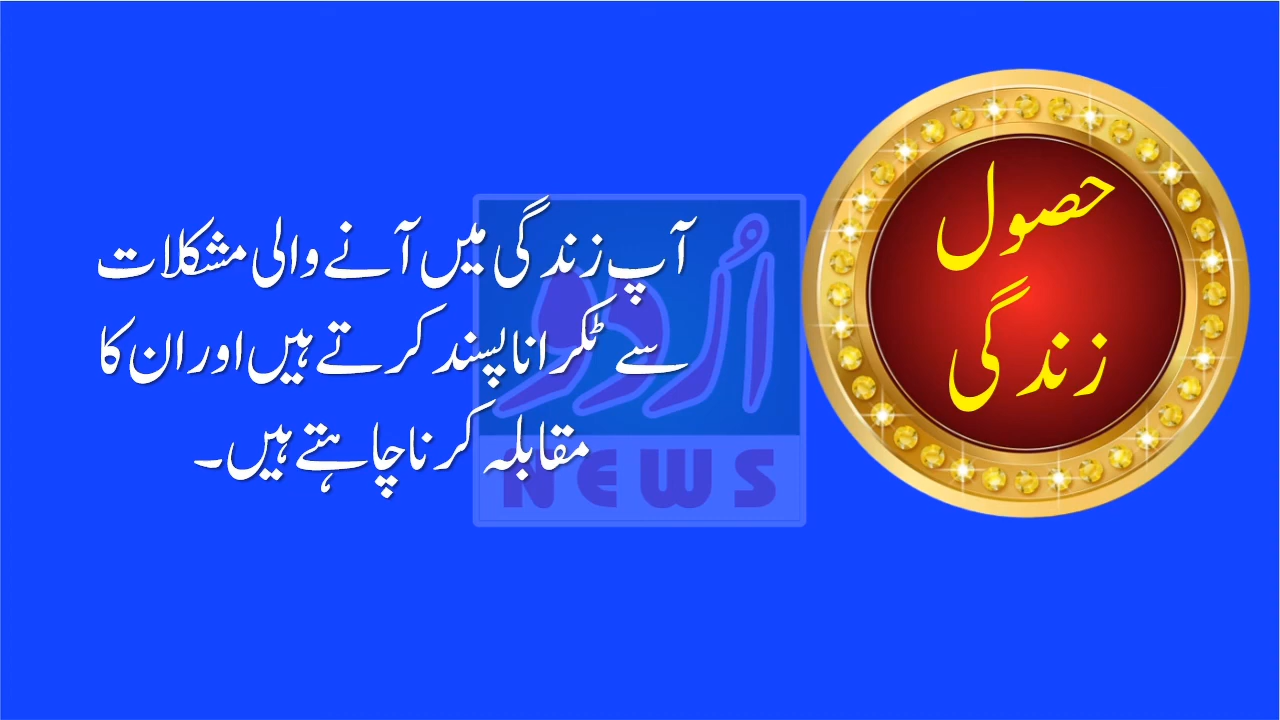 حصول
زندگی
آپ زندگی میں آنے والی مشکلات
سے ٹکرانا پسند کرتے ہیں اور ان کا
مقابلہ کرنا چاہتے ہیں۔
اُردو
NEWS